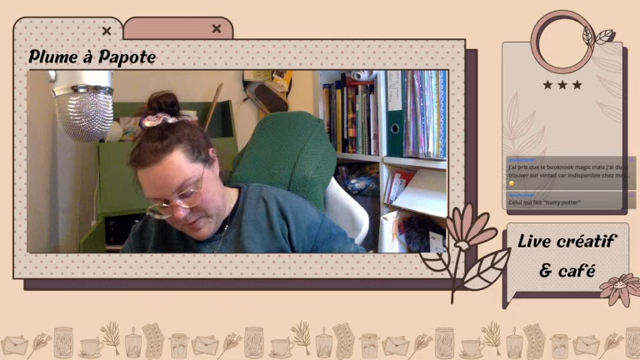 Plume à Papote
J'ai pris que le booknook magic mais j'ai du
trouver sur vinted car indisponible chez
Celui qui fait "harry potter"
Live créatif
& café